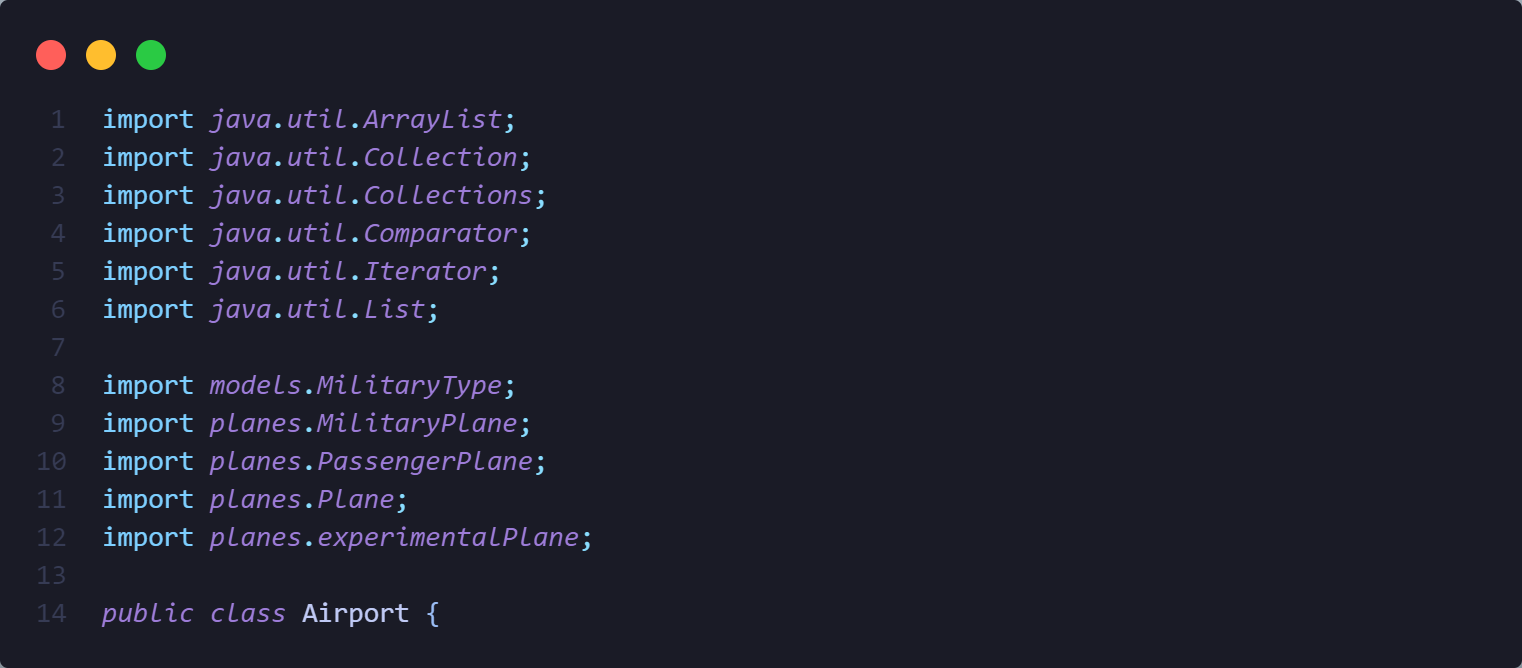 1 import java.util.ArrayList;
2 import java.util.Collection;
3 import java.util.Collections;
4 import java.util.Comparator;
5 import java.util.Iterator;
6 import java.util.List;
7
8 import models.MilitaryType;
9 import planes.MilitaryPlane;
10 import planes.PassengerPlane;
11 import planes.Plane;
12 import planes.experimentalPlane;
13
14 public class Airport {